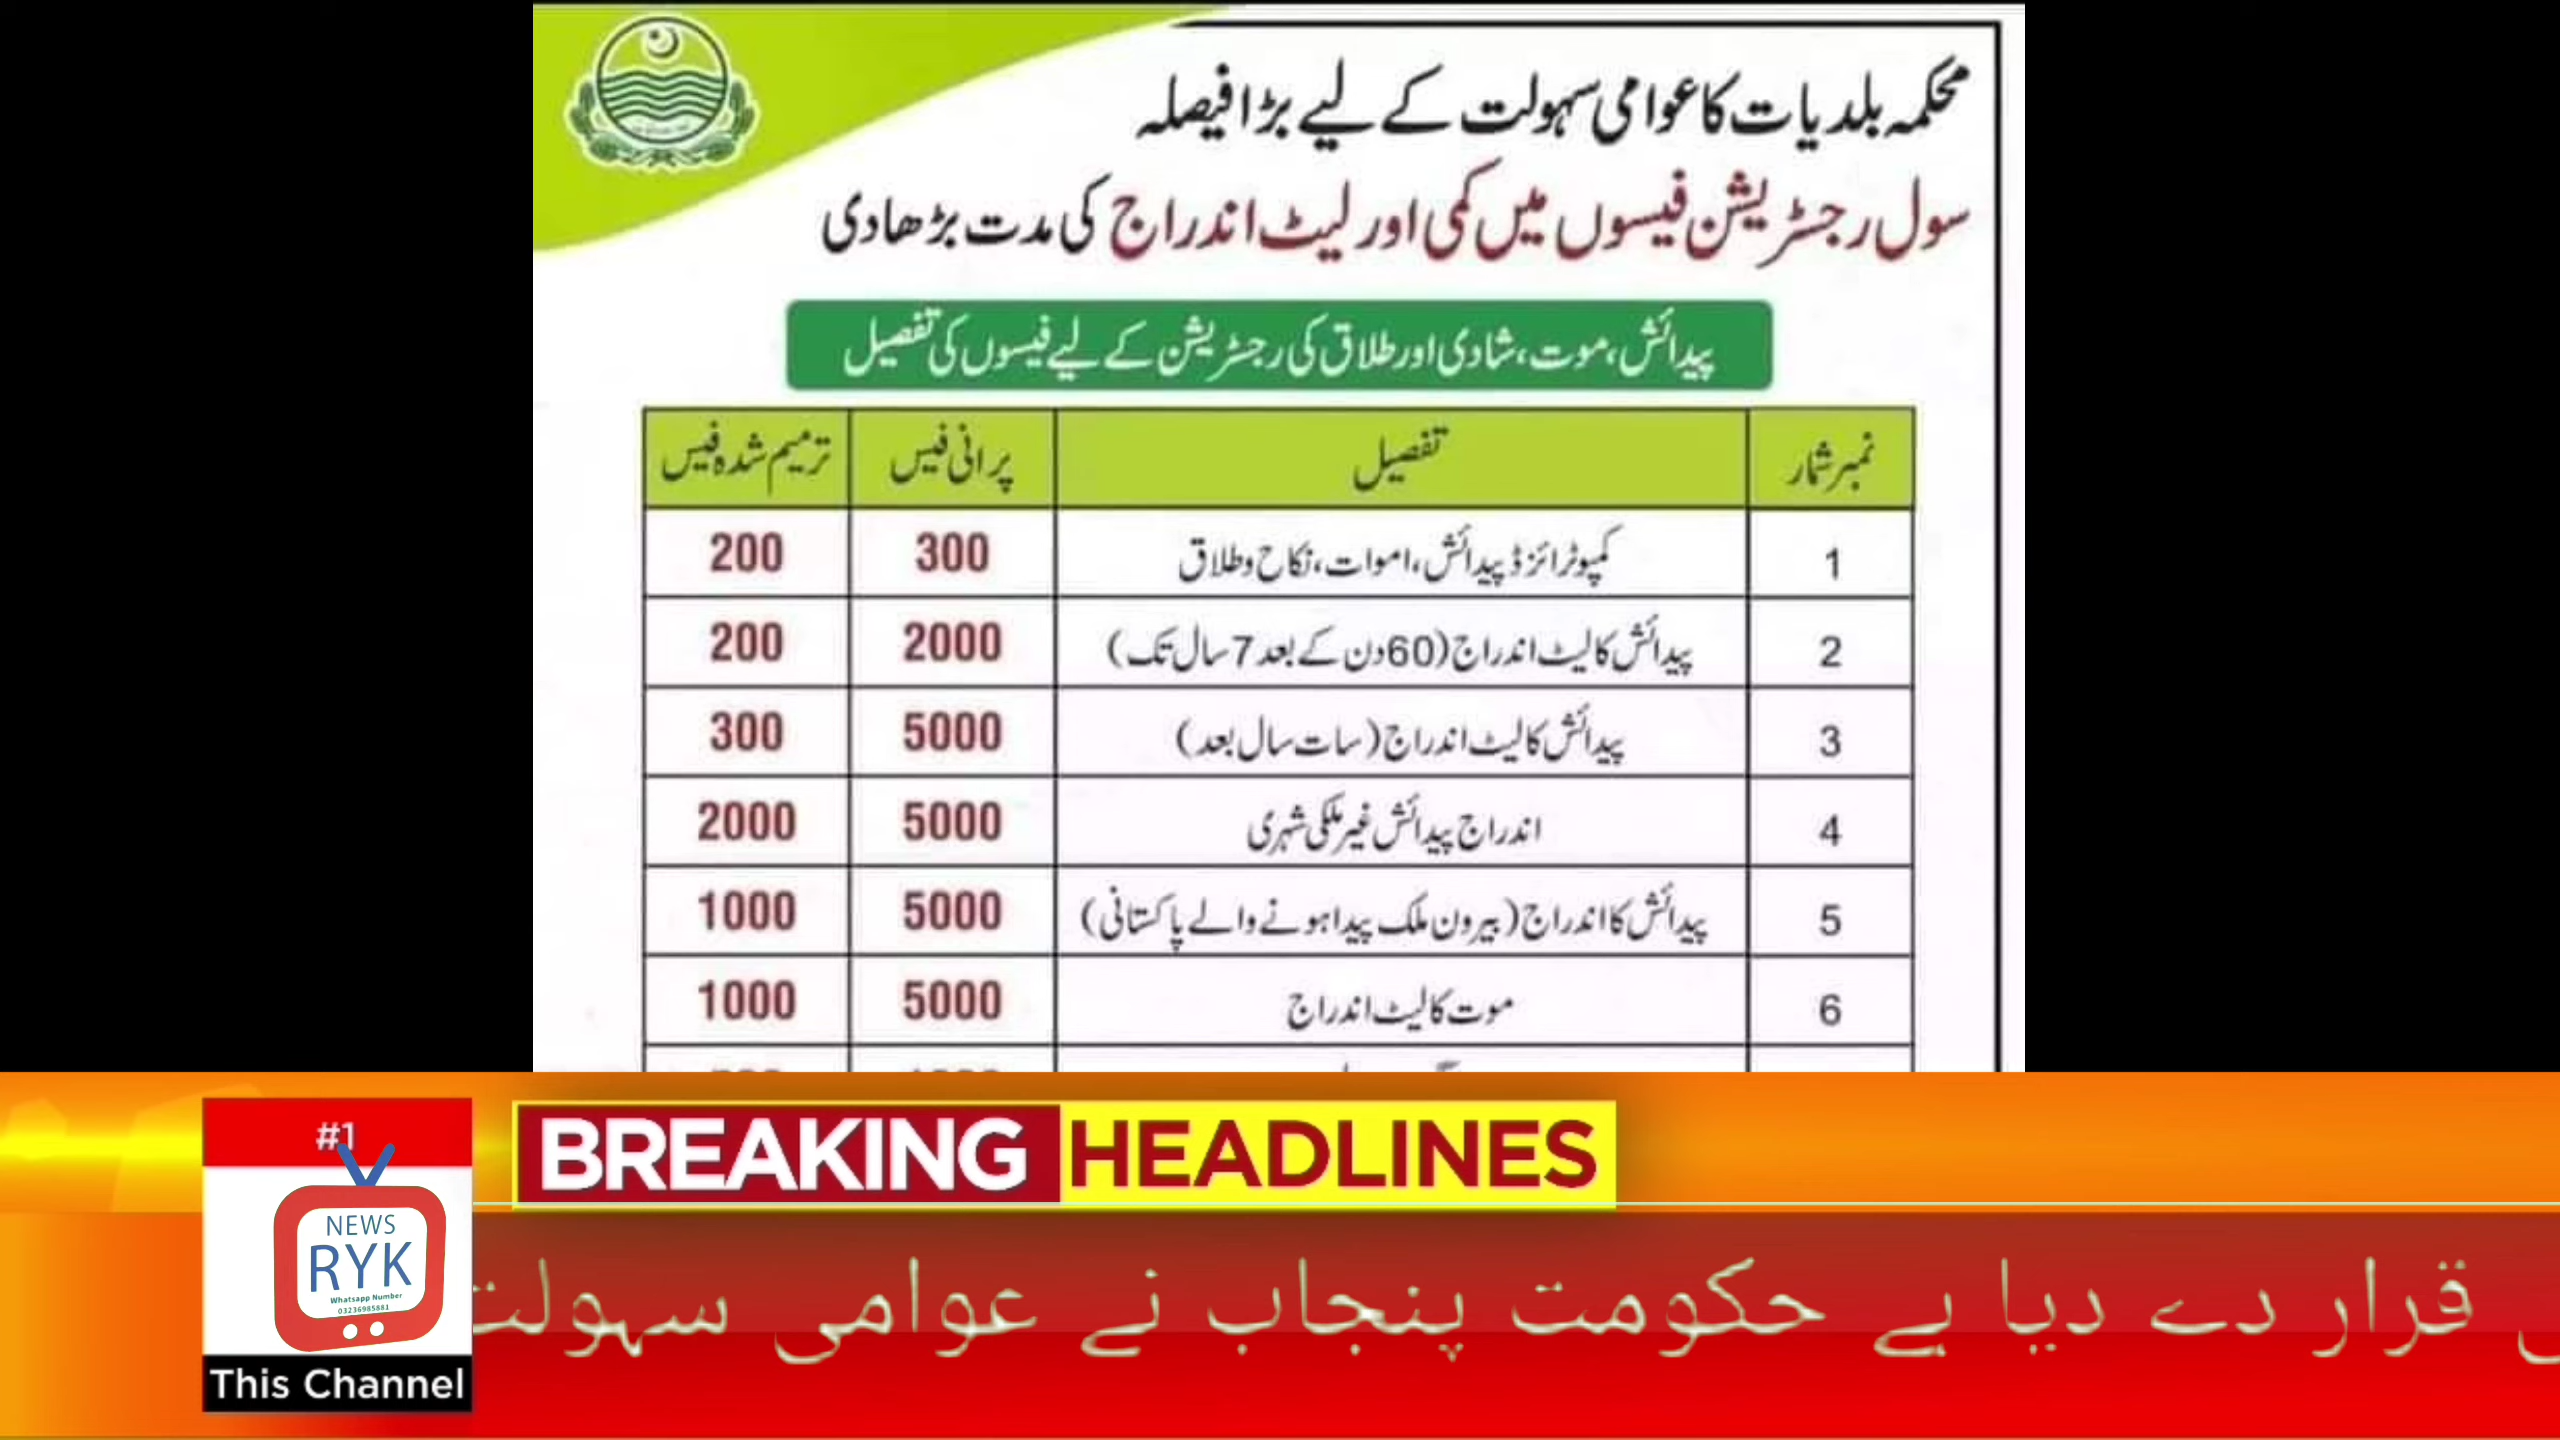 محکمہ بلدیات کا عوامی سہولت کے لیے بڑا فیصلہ
سول رجسٹریشن فیسوں میں کمی اور لیٹ اندراج کی مدت بڑھا دی
پیدائش، موت، شادی اور طلاق کی رجسٹریشن کے لیے فیسوں کی تفصیل
نمبر شمار تفصیل پرانی فیس ترمیم شدہ فیس
1 کمپیوٹرائزڈ پیدائش، اموات، نکاح و طلاق 300 200
2 پیدائش کا لیٹ اندراج (60 دن کے بعد 7 سال تک) 2000 200
3 پیدائش کا لیٹ اندراج (سات سال بعد) 5000 300
4 اندراج پیدائش غیر ملکی شہری 5000 2000
5 پیدائش کا اندراج (بیرون ملک پیدا ہونے والے پاکستانی) 5000 1000
6 موت کا لیٹ اندراج 5000 1000
#1
NEWS
RYK
Whatsapp Number
03236985881
This Channel
BREAKING HEADLINES
قرار دے دیا ہے حکومت پنجاب نے عوامی سہولت